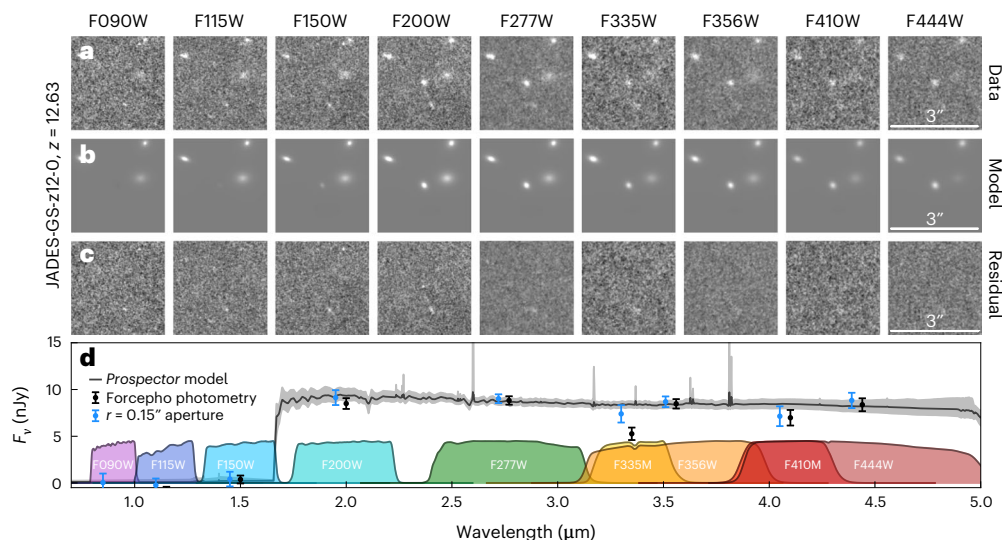 F090W F115W F150W F200W F277W F335W F356W F410W F444W
JADES-GS-z12-0, z = 12.63
a
Data
3″
b
Model
3″
c
Residual
3″
d
Prospector model
Forcepho photometry
r = 0.15″ aperture
F090W F115W F150W F200W F277W F335M F356W F410M F444W
15
10
5
0
Fν (nJy)
1.0 1.5 2.0 2.5 3.0 3.5 4.0 4.5 5.0
Wavelength (μm)